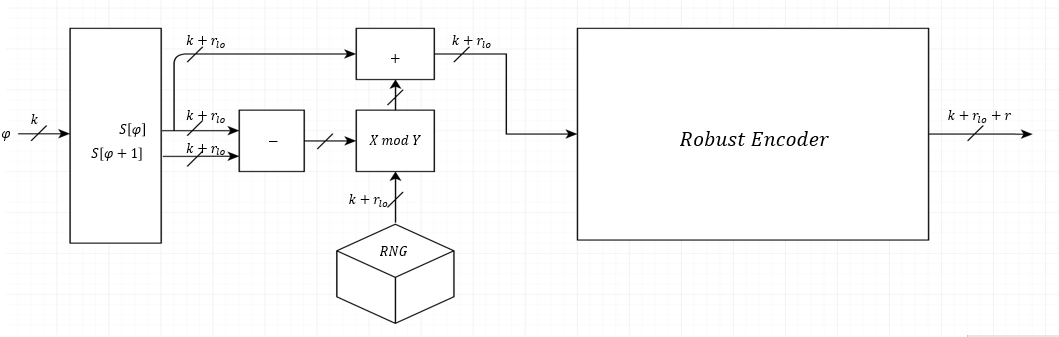 φ
k
S[φ]
S[φ + 1]
k + r_lo
k + r_lo
k + r_lo
−
+
X mod Y
k + r_lo
RNG
k + r_lo
Robust Encoder
k + r_lo + r